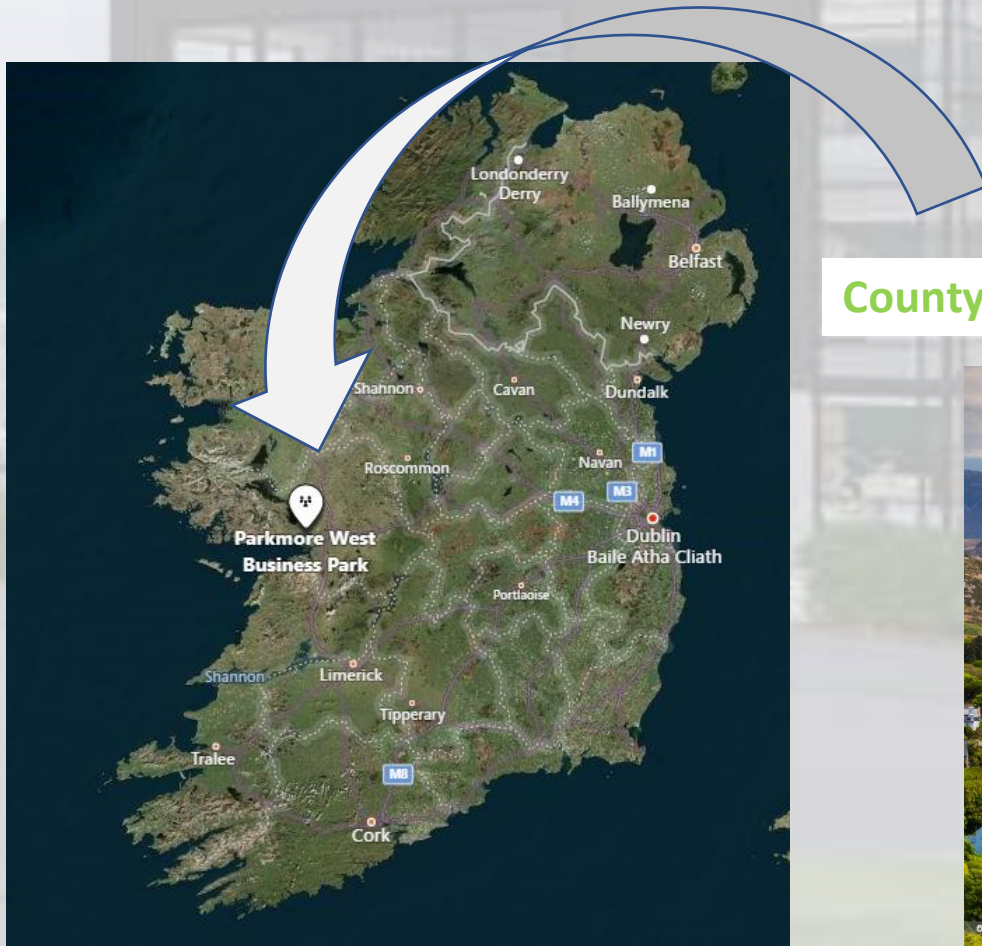 Londonderry
Derry
Ballymena
Belfast
County
Newry
Shannon
Cavan
Dundalk
Roscommon
Navan
M1
M4
M3
Parkmore West
Business Park
Dublin
Baile Atha Cliath
Portlaoise
Shannon
Limerick
Tipperary
Tralee
M8
Cork